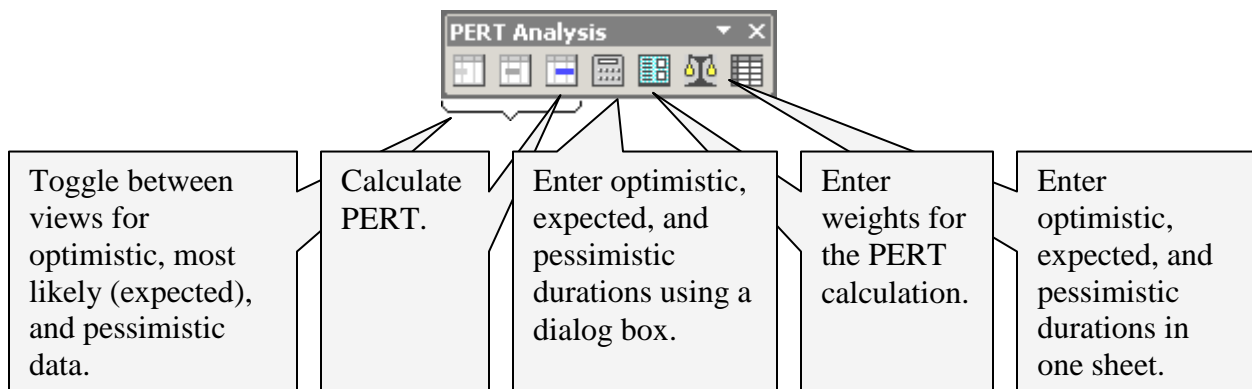 PERT Analysis
Toggle between
views for
optimistic, most
likely (expected),
and pessimistic
data.
Calculate
PERT.
Enter optimistic,
expected, and
pessimistic
durations using a
dialog box.
Enter
weights for
the PERT
calculation.
Enter
optimistic,
expected, and
pessimistic
durations in
one sheet.